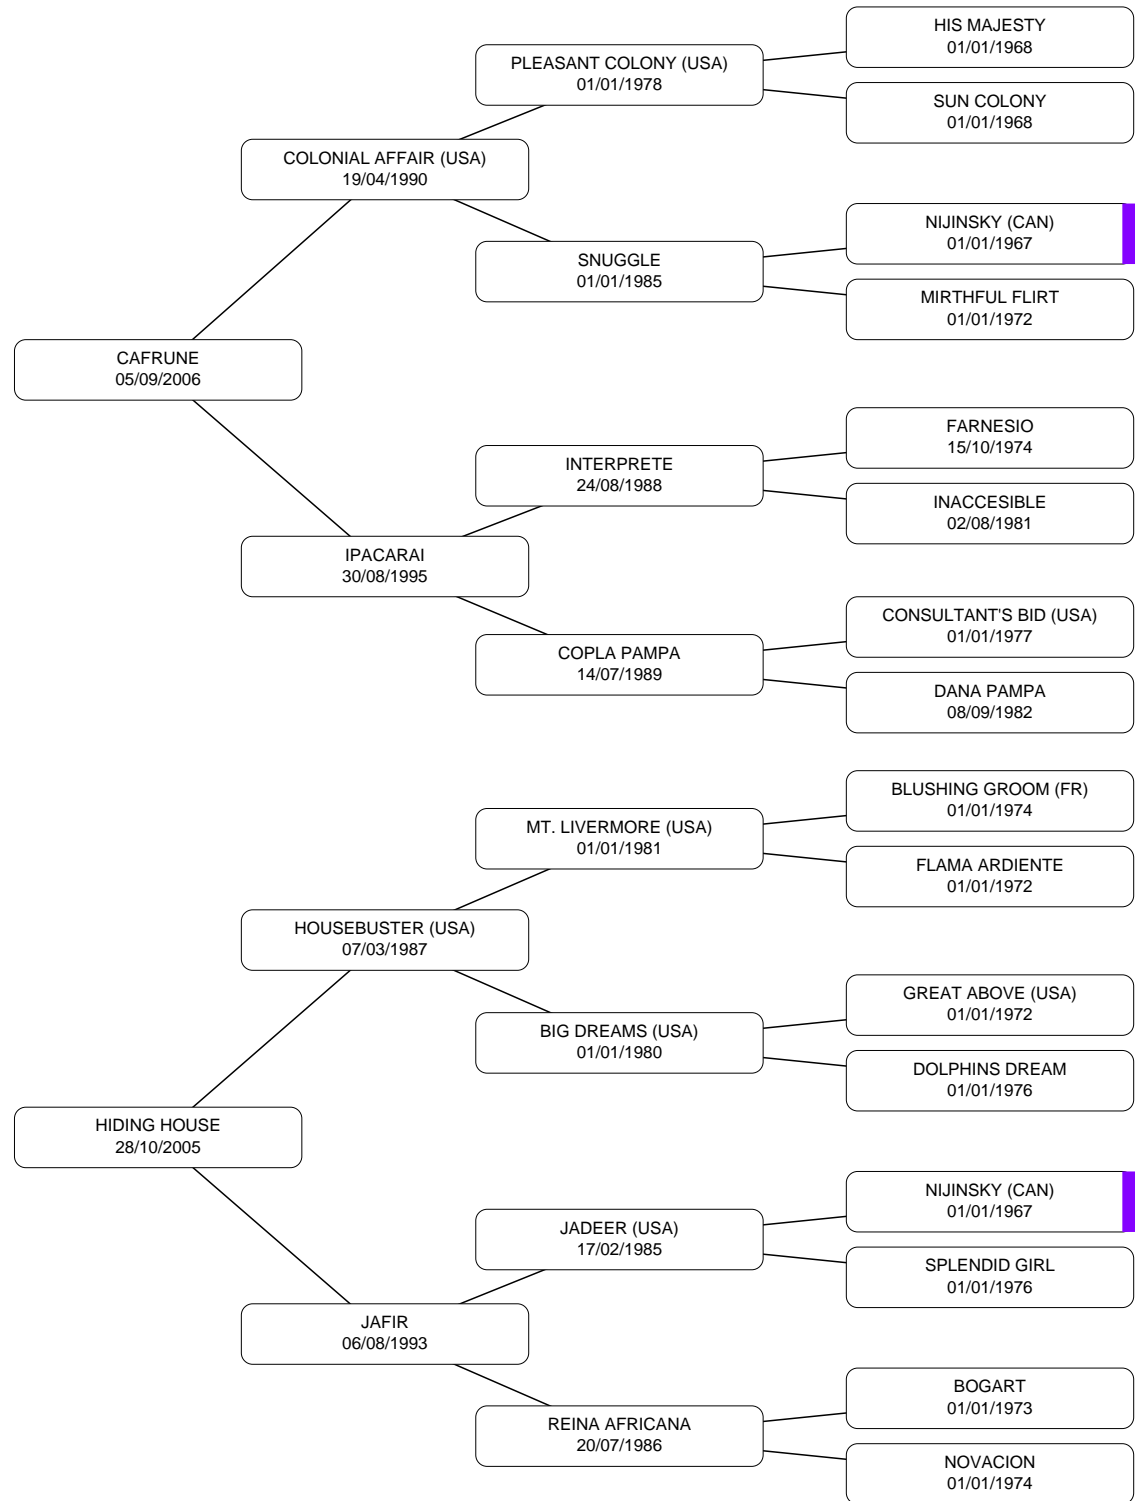 HIS MAJESTY
01/01/1968
PLEASANT COLONY (USA)
01/01/1978
SUN COLONY
01/01/1968
COLONIAL AFFAIR (USA)
19/04/1990
NIJINSKY (CAN)
01/01/1967
SNUGGLE
01/01/1985
MIRTHFUL FLIRT
01/01/1972
CAFRUNE
05/09/2006
FARNESIO
15/10/1974
INTERPRETE
24/08/1988
INACCESIBLE
02/08/1981
IPACARAI
30/08/1995
CONSULTANT'S BID (USA)
01/01/1977
COPLA PAMPA
14/07/1989
DANA PAMPA
08/09/1982
BLUSHING GROOM (FR)
01/01/1974
MT. LIVERMORE (USA)
01/01/1981
FLAMA ARDIENTE
01/01/1972
HOUSEBUSTER (USA)
07/03/1987
GREAT ABOVE (USA)
01/01/1972
BIG DREAMS (USA)
01/01/1980
DOLPHINS DREAM
01/01/1976
HIDING HOUSE
28/10/2005
NIJINSKY (CAN)
01/01/1967
JADEER (USA)
17/02/1985
SPLENDID GIRL
01/01/1976
JAFIR
06/08/1993
BOGART
01/01/1973
REINA AFRICANA
20/07/1986
NOVACION
01/01/1974